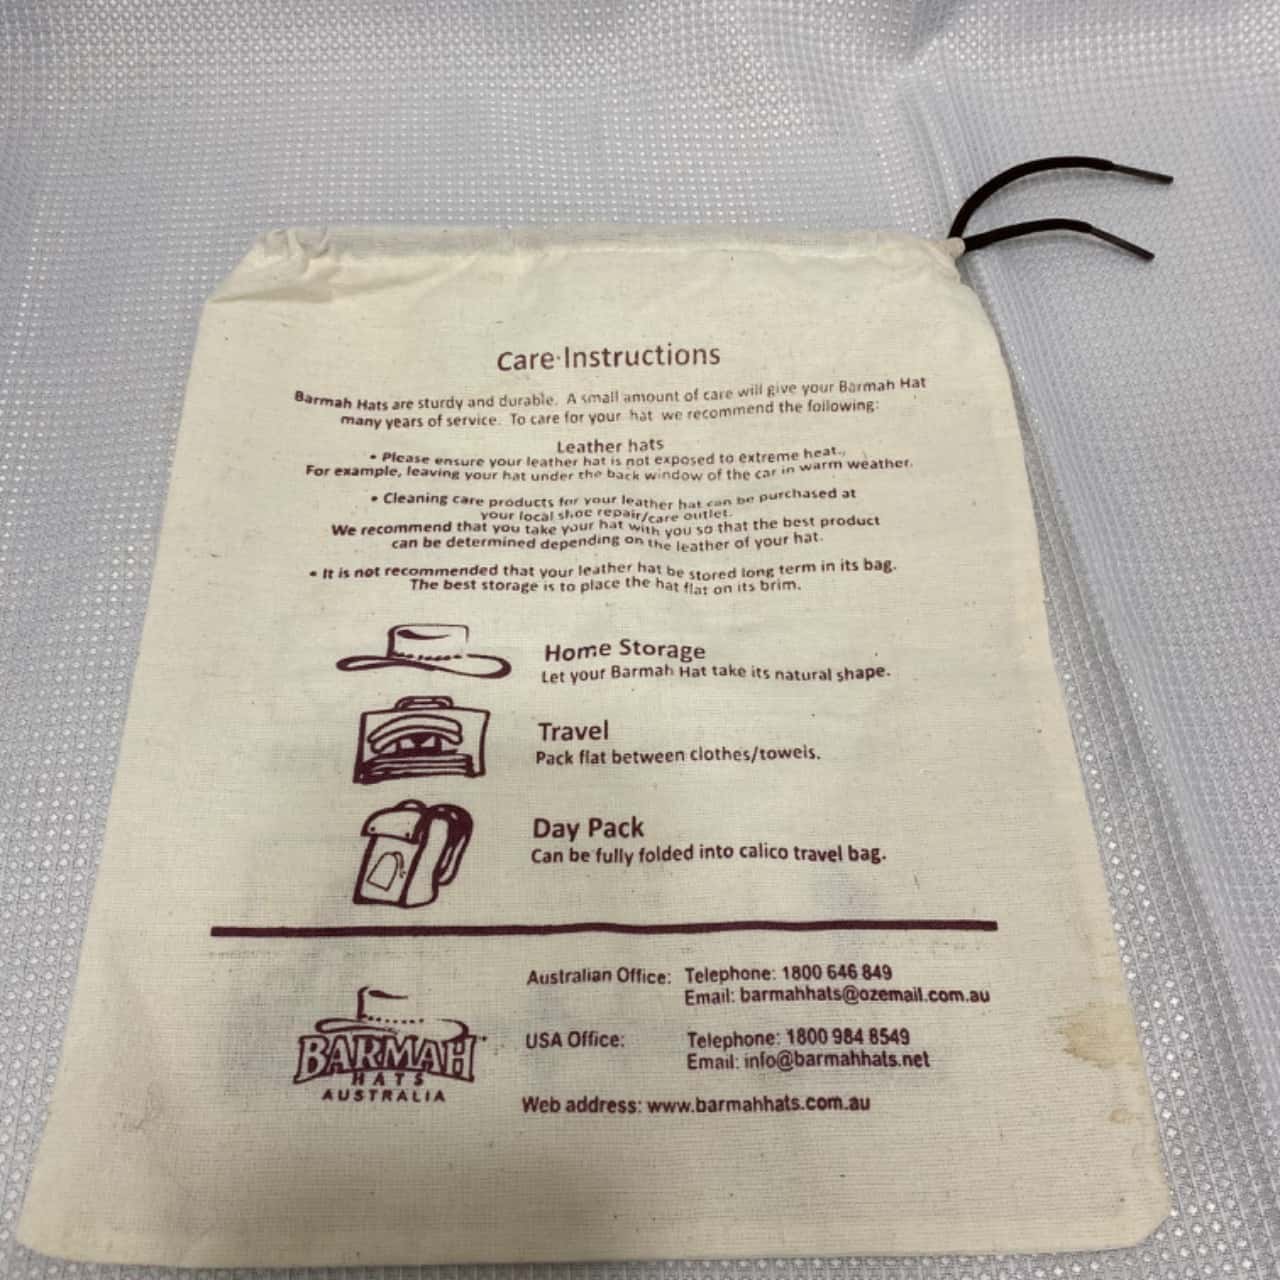 Care Instructions
Barmah Hats are sturdy and durable. A small amount of care will give your Barmah Hat
many years of service. To care for your hat we recommend the following:
Leather hats
• Please ensure your leather hat is not exposed to extreme heat.,
For example, leaving your hat under the back window of the car in warm weather.
• Cleaning care products for your leather hat can be purchased at
your local shoe repair/care outlet.
We recommend that you take your hat with you so that the best product
can be determined depending on the leather of your hat.
• It is not recommended that your leather hat be stored long term in its bag.
The best storage is to place the hat flat on its brim.
Home Storage
Let your Barmah Hat take its natural shape.
Travel
Pack flat between clothes/towels.
Day Pack
Can be fully folded into calico travel bag.
Australian Office: Telephone: 1800 646 849
Email: barmahhats@ozemail.com.au
USA Office: Telephone: 1800 984 8549
Email: info@barmahhats.net
Web address: www.barmahhats.com.au
BARMAH
HATS
AUSTRALIA